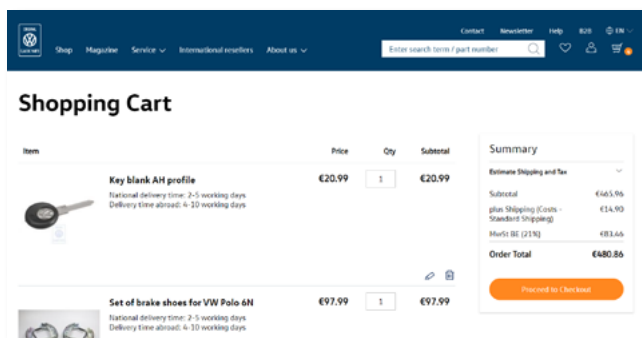 Contact Newsletter Help B2B EN
Shop Magazine Service International resellers About us
Enter search term / part number
Shopping Cart
Item Price Qty Subtotal
Key blank AH profile €20.99 1 €20.99
National delivery time: 2-5 working days
Delivery time abroad: 4-10 working days
Set of brake shoes for VW Polo 6N €97.99 1 €97.99
National delivery time: 2-5 working days
Delivery time abroad: 4-10 working days
Summary
Estimate Shipping and Tax
Subtotal €465.96
plus Shipping (Costs - €14.90
Standard Shipping)
MwSt BE (21%) €83.46
Order Total €480.86
Proceed to Checkout